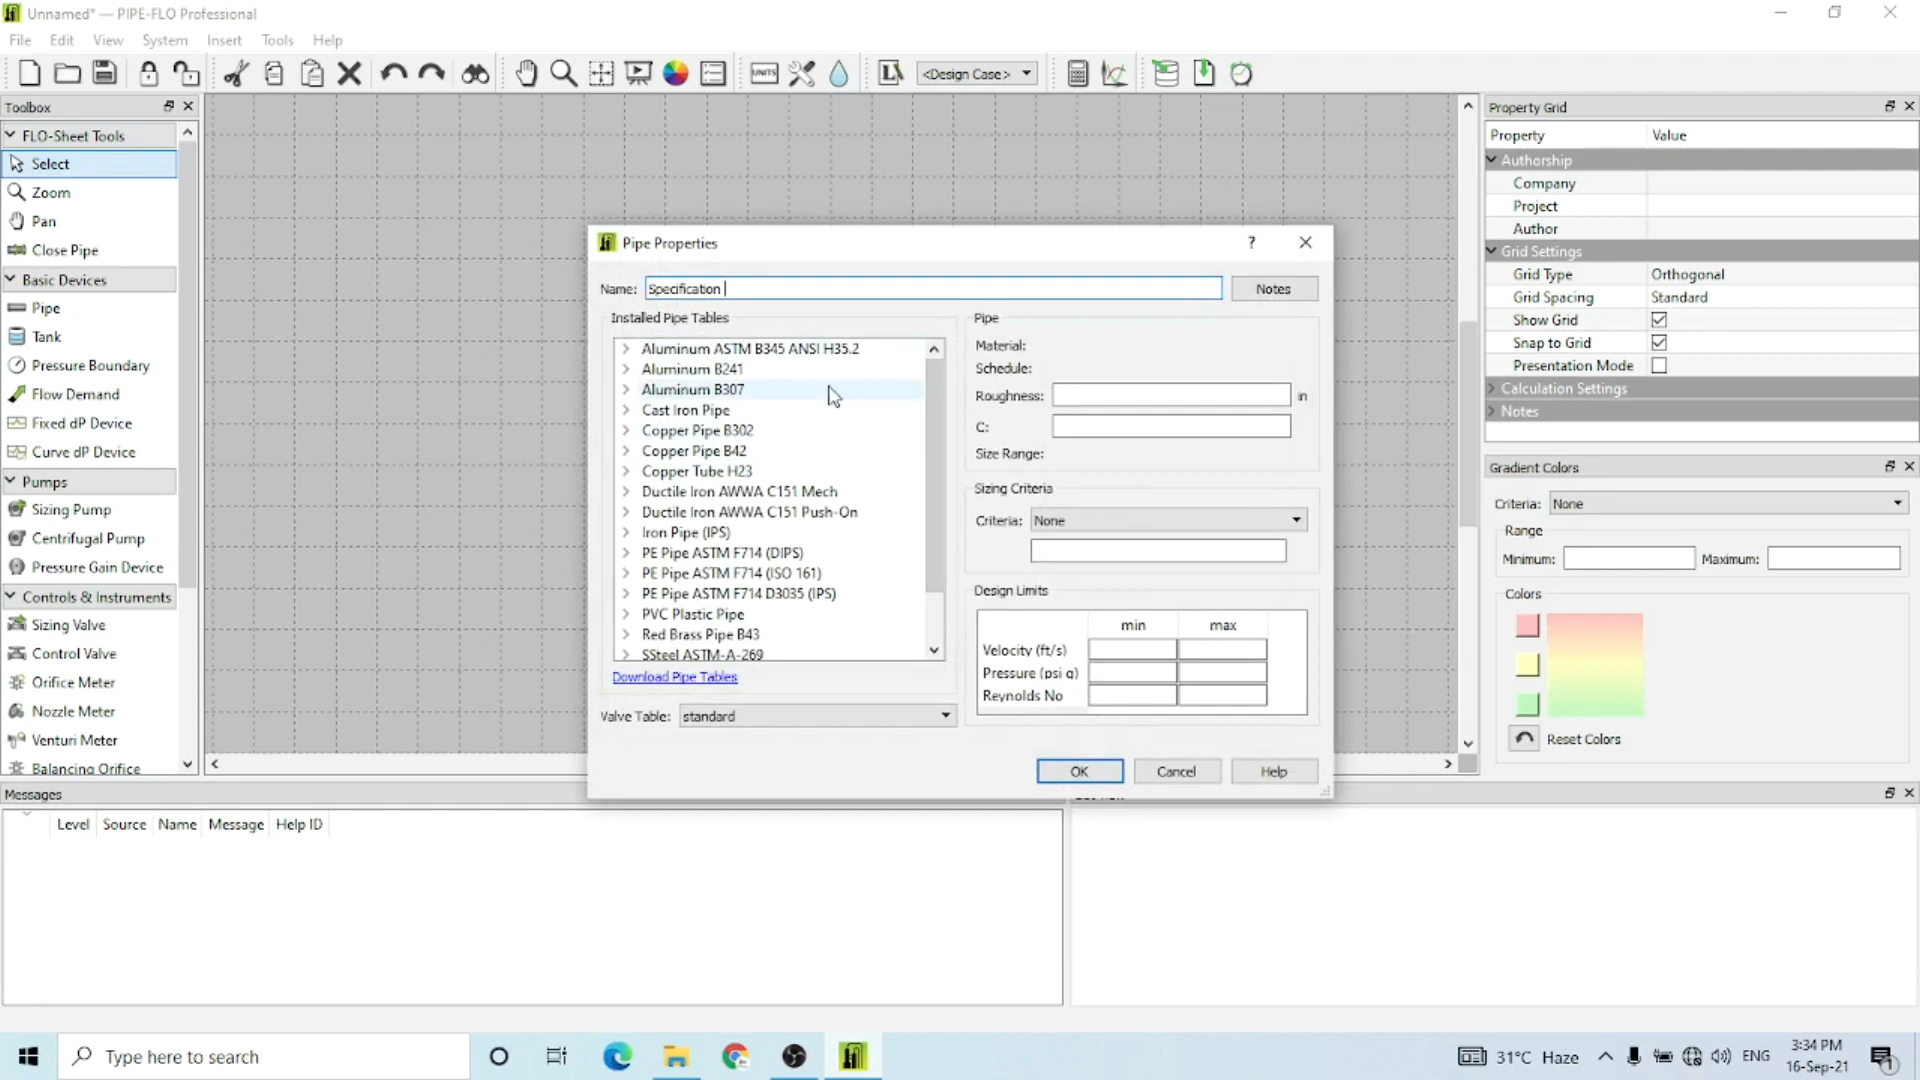 Unnamed* — PIPE-FLO Professional
File Edit View System Insert Tools Help
UNITS
<Design Case>
Toolbox
FLO-Sheet Tools
Select
Zoom
Pan
Close Pipe
Basic Devices
Pipe
Tank
Pressure Boundary
Flow Demand
Fixed dP Device
Curve dP Device
Pumps
Sizing Pump
Centrifugal Pump
Pressure Gain Device
Controls & Instruments
Sizing Valve
Control Valve
Orifice Meter
Nozzle Meter
Venturi Meter
Balancing Orifice
Pipe Properties
?
Name: Specification
Notes
Installed Pipe Tables
Aluminum ASTM B345 ANSI H35.2
Aluminum B241
Aluminum B307
Cast Iron Pipe
Copper Pipe B302
Copper Pipe B42
Copper Tube H23
Ductile Iron AWWA C151 Mech
Ductile Iron AWWA C151 Push-On
Iron Pipe (IPS)
PE Pipe ASTM F714 (DIPS)
PE Pipe ASTM F714 (ISO 161)
PE Pipe ASTM F714 D3035 (IPS)
PVC Plastic Pipe
Red Brass Pipe B43
SSteel ASTM-A-269
Download Pipe Tables
Valve Table: standard
Pipe
Material:
Schedule:
Roughness: in
C:
Size Range:
Sizing Criteria
Criteria: None
Design Limits
min max
Velocity (ft/s)
Pressure (psi g)
Reynolds No
OK Cancel Help
Property Grid
Property Value
Authorship
Company
Project
Author
Grid Settings
Grid Type Orthogonal
Grid Spacing Standard
Show Grid
Snap to Grid
Presentation Mode
Calculation Settings
Notes
Gradient Colors
Criteria: None
Range
Minimum: Maximum:
Colors
Reset Colors
Messages
Level Source Name Message Help ID
Type here to search
31°C Haze
ENG
3:34 PM
16-Sep-21
1